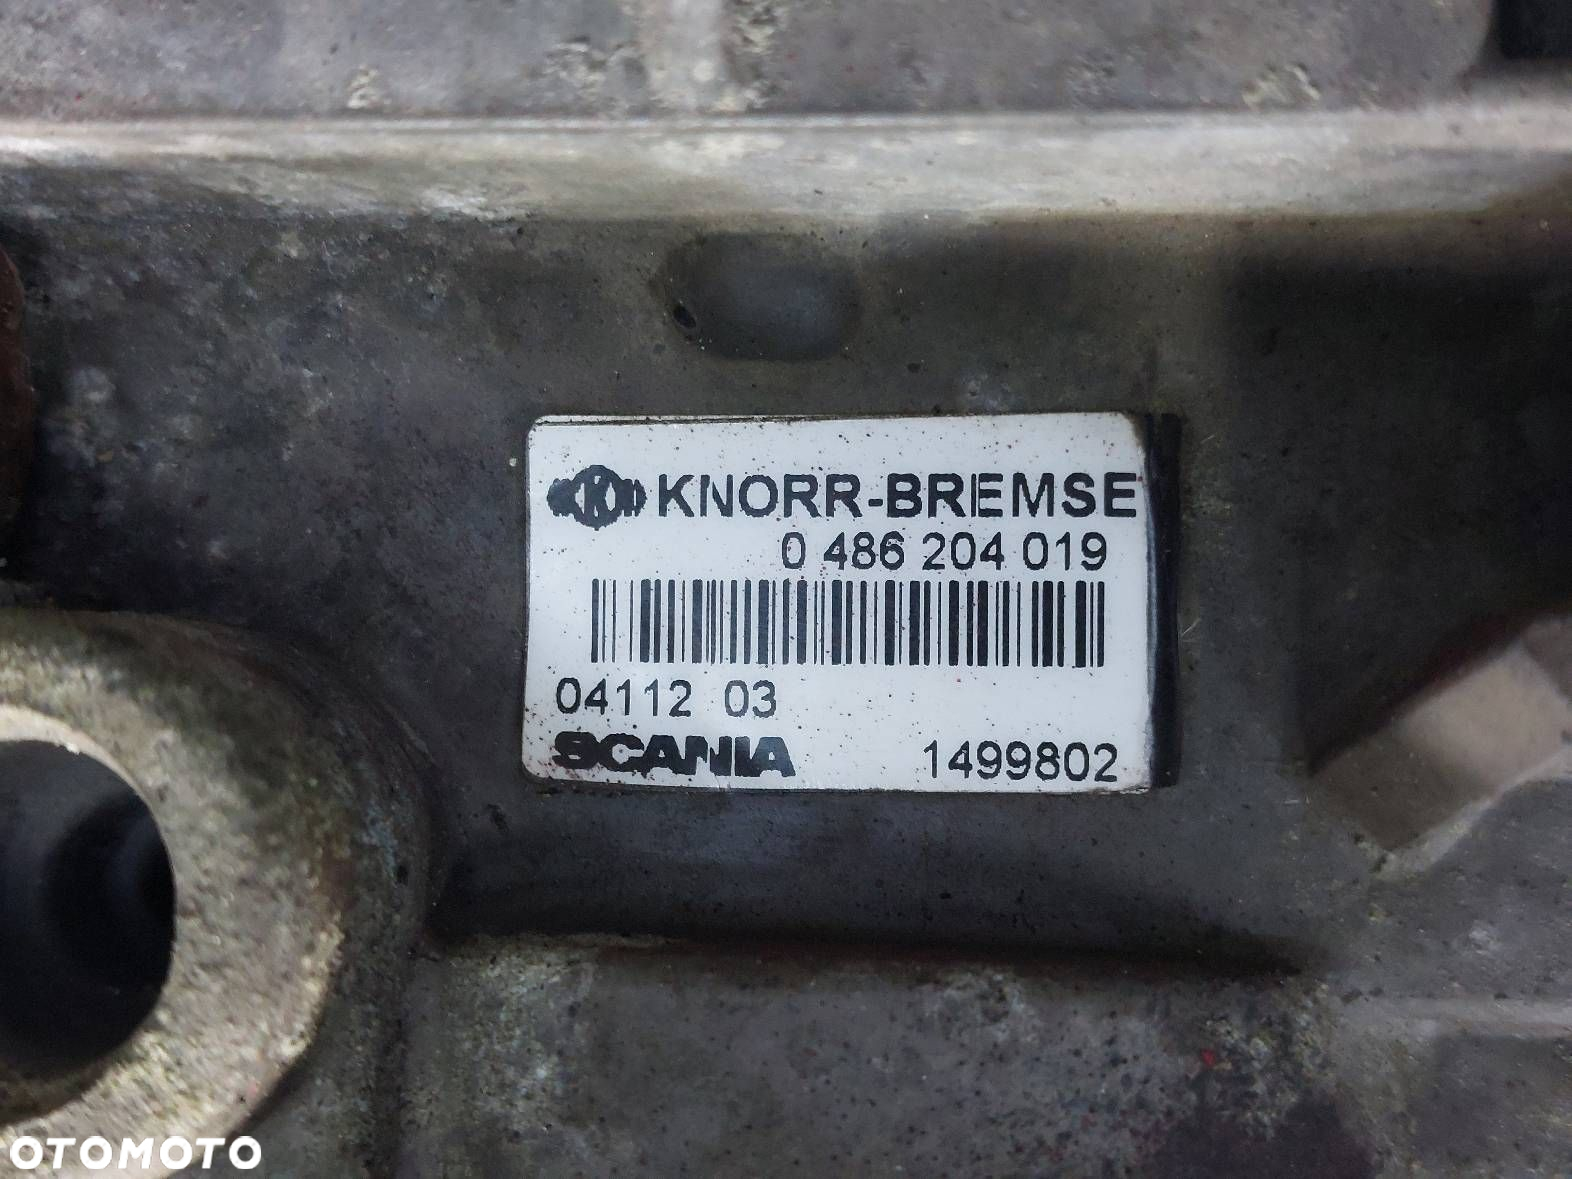 K KNORR-BREMSE
0 486 204 019
04112 03
SCANIA 1499802
OTOMOTO